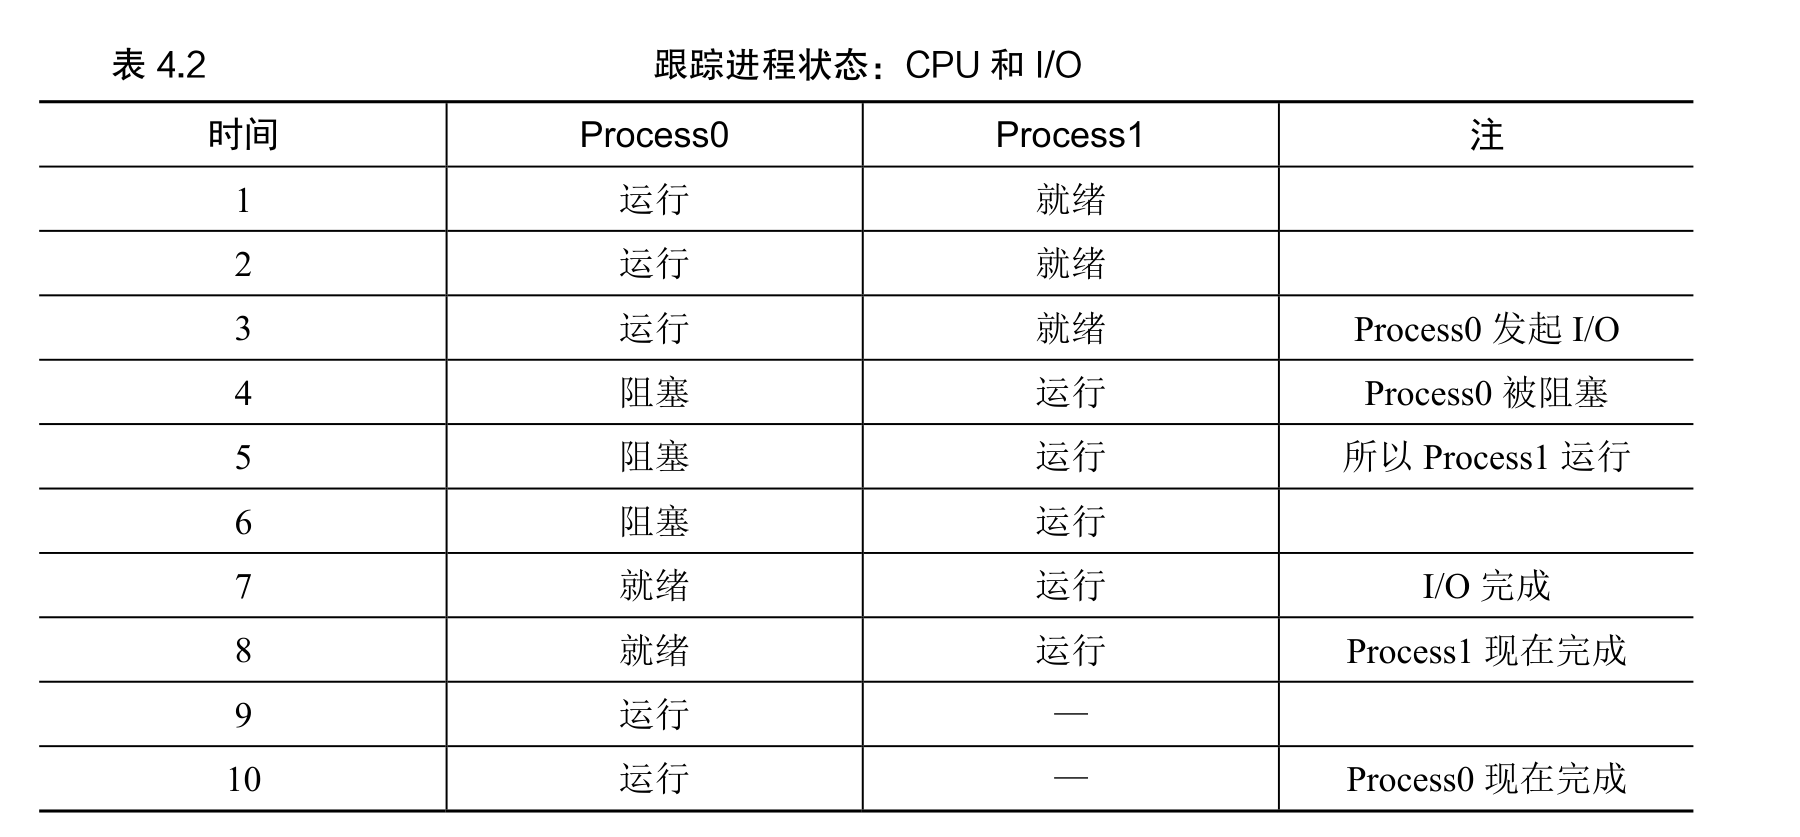 表 4.2 跟踪进程状态：CPU 和 I/O
时间 Process0 Process1 注
1 运行 就绪
2 运行 就绪
3 运行 就绪 Process0 发起 I/O
4 阻塞 运行 Process0 被阻塞
5 阻塞 运行 所以 Process1 运行
6 阻塞 运行
7 就绪 运行 I/O 完成
8 就绪 运行 Process1 现在完成
9 运行 —
10 运行 — Process0 现在完成